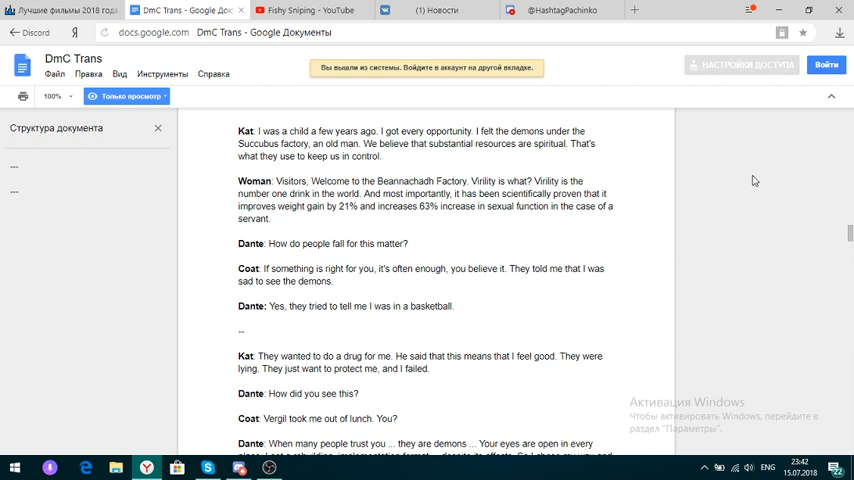 Лучшие фильмы 2018 года.
DmC Trans - Google Док
Fishy Sniping - YouTube
(1) Новости
@HashtagPachinko
Discord
Я
docs.google.com DmC Trans - Google Документы
DmC Trans
Файл Правка Вид Инструменты Справка
Вы вышли из системы. Войдите в аккаунт на другой вкладке.
НАСТРОЙКИ ДОСТУПА
Войти
100%
Только просмотр
Структура документа
---
---
Kat: I was a child a few years ago. I got every opportunity. I felt the demons under the
Succubus factory, an old man. We believe that substantial resources are spiritual. That's
what they use to keep us in control.
Woman: Visitors, Welcome to the Beannachadh Factory. Virility is what? Virility is the
number one drink in the world. And most importantly, it has been scientifically proven that it
improves weight gain by 21% and increases 63% increase in sexual function in the case of a
servant.
Dante: How do people fall for this matter?
Coat: If something is right for you, it's often enough, you believe it. They told me that I was
sad to see the demons.
Dante: Yes, they tried to tell me I was in a basketball.
--
Kat: They wanted to do a drug for me. He said that this means that I feel good. They were
lying. They just want to protect me, and I failed.
Dante: How did you see this?
Coat: Vergil took me out of lunch. You?
Dante: When many people trust you ... they are demons ... Your eyes are open in every
Активация Windows
Чтобы активировать Windows, перейдите в
раздел "Параметры".
ENG
23:42
15.07.2018
22